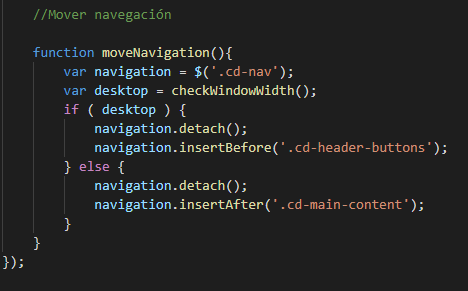 //Mover navegación
function moveNavigation(){
var navigation = $('.cd-nav');
var desktop = checkWindowWidth();
if ( desktop ) {
navigation.detach();
navigation.insertBefore('.cd-header-buttons');
} else {
navigation.detach();
navigation.insertAfter('.cd-main-content');
}
}
});